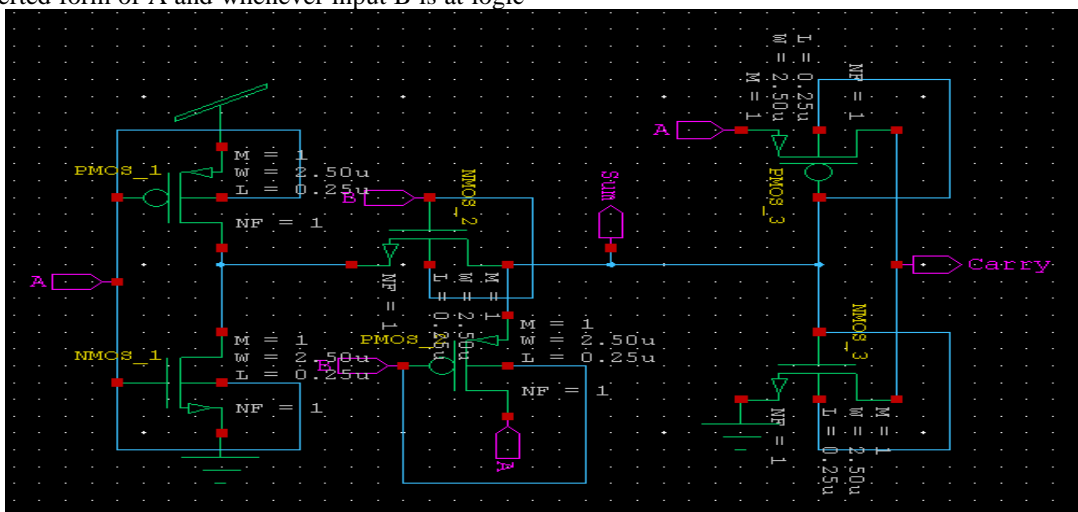 erted form of A and whenever input B is at logic
L = 0.25u
W = 2.50u
M = 1
NF = 1
A
PMOS_3
PMOS_1
M = 1
W = 2.50u
L = 0.25u
NF = 1
B
NMOS_2
Sum
A
Carry
NF = 1
L = 0.25u
W = 2.50u
M = 1
NMOS_1
M = 1
W = 2.50u
L = 0.25u
NF = 1
B
M = 1
W = 2.50u
L = 0.25u
NF = 1
A
NMOS_3
NF = 1
L = 0.25u
W = 2.50u
M = 1